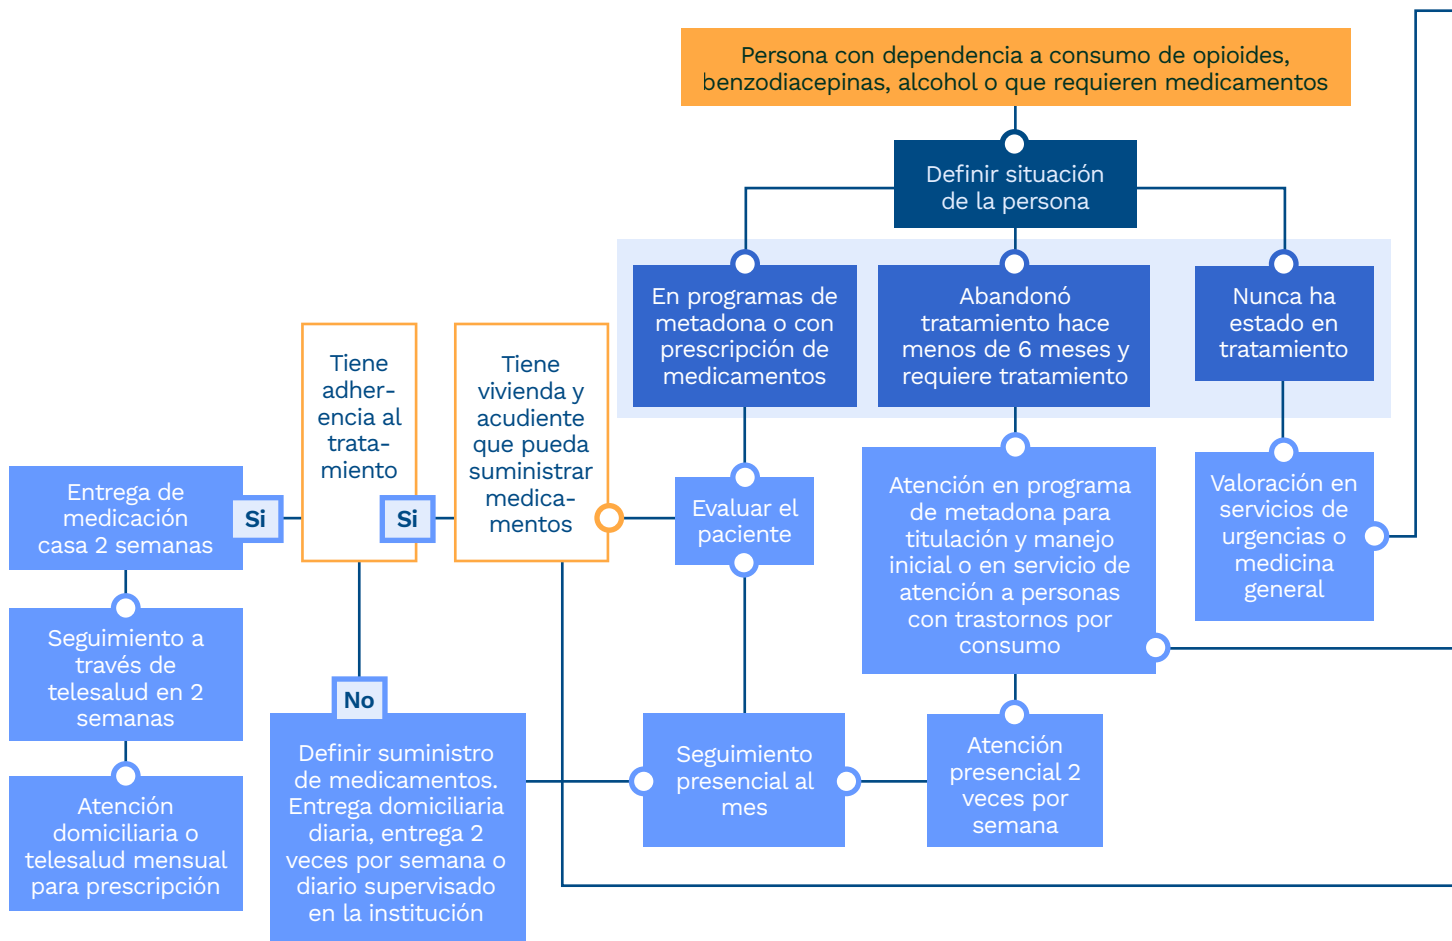 Persona con dependencia a consumo de opioides,
benzodiacepinas, alcohol o que requieren medicamentos
Definir situación
de la persona
En programas de
metadona o con
prescripción de
medicamentos
Abandonó
tratamiento hace
menos de 6 meses y
requiere tratamiento
Nunca ha
estado en
tratamiento
Tiene
adher-
encia al
trata-
miento
Tiene
vivienda y
acudiente
que pueda
suministrar
medica-
mentos
Evaluar el
paciente
Atención en programa
de metadona para
titulación y manejo
inicial o en servicio de
atención a personas
con trastornos por
consumo
Valoración en
servicios de
urgencias o
medicina
general
Entrega de
medicación
casa 2 semanas
Si
Si
Seguimiento a
través de
telesalud en 2
semanas
No
Definir suministro
de medicamentos.
Entrega domiciliaria
diaria, entrega 2
veces por semana o
diario supervisado
en la institución
Seguimiento
presencial al
mes
Atención
presencial 2
veces por
semana
Atención
domiciliaria o
telesalud mensual
para prescripción